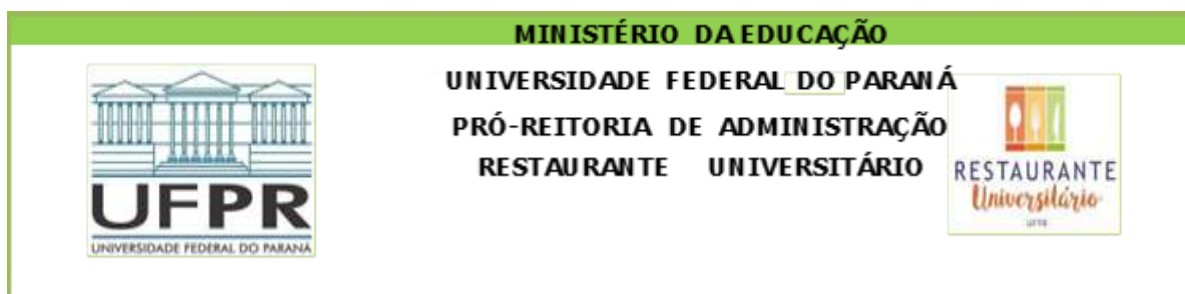 MINISTÉRIO DA EDUCAÇÃO
UNIVERSIDADE FEDERAL DO PARANÁ
PRÓ-REITORIA DE ADMINISTRAÇÃO
RESTAURANTE UNIVERSITÁRIO
UFPR
UNIVERSIDADE FEDERAL DO PARANÁ
RESTAURANTE
Universitário
UFPR